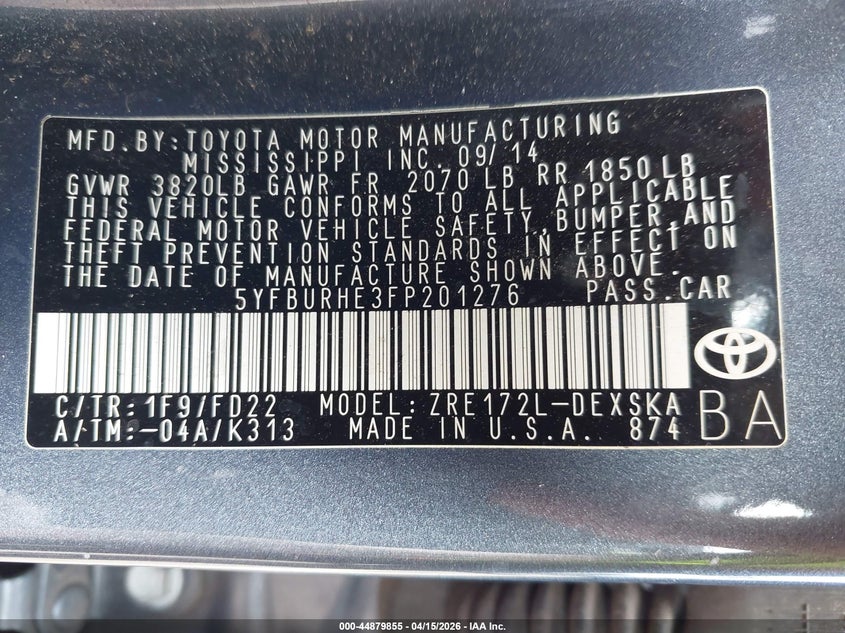 MFD.BY:TOYOTA MOTOR MANUFACTURING
MISSISSIPPI INC. 09/14
GVWR 3820LB GAWR FR 2070 LB RR 1850LB
THIS VEHICLE CONFORMS TO ALL APPLICABLE
FEDERAL MOTOR VEHICLE SAFETY,BUMPER,AND
THEFT PREVENTION STANDARDS IN EFFECT ON
THE DATE OF MANUFACTURE SHOWN ABOVE.
5YFBURHE3FP201276 PASS.CAR
C/TR:1F9/FD22 MODEL:ZRE172L-DEXSKA
A/TM:-04A/K313 MADE IN U.S.A. 874
BA
000-44879855 - 04/15/2026 - IAA Inc.